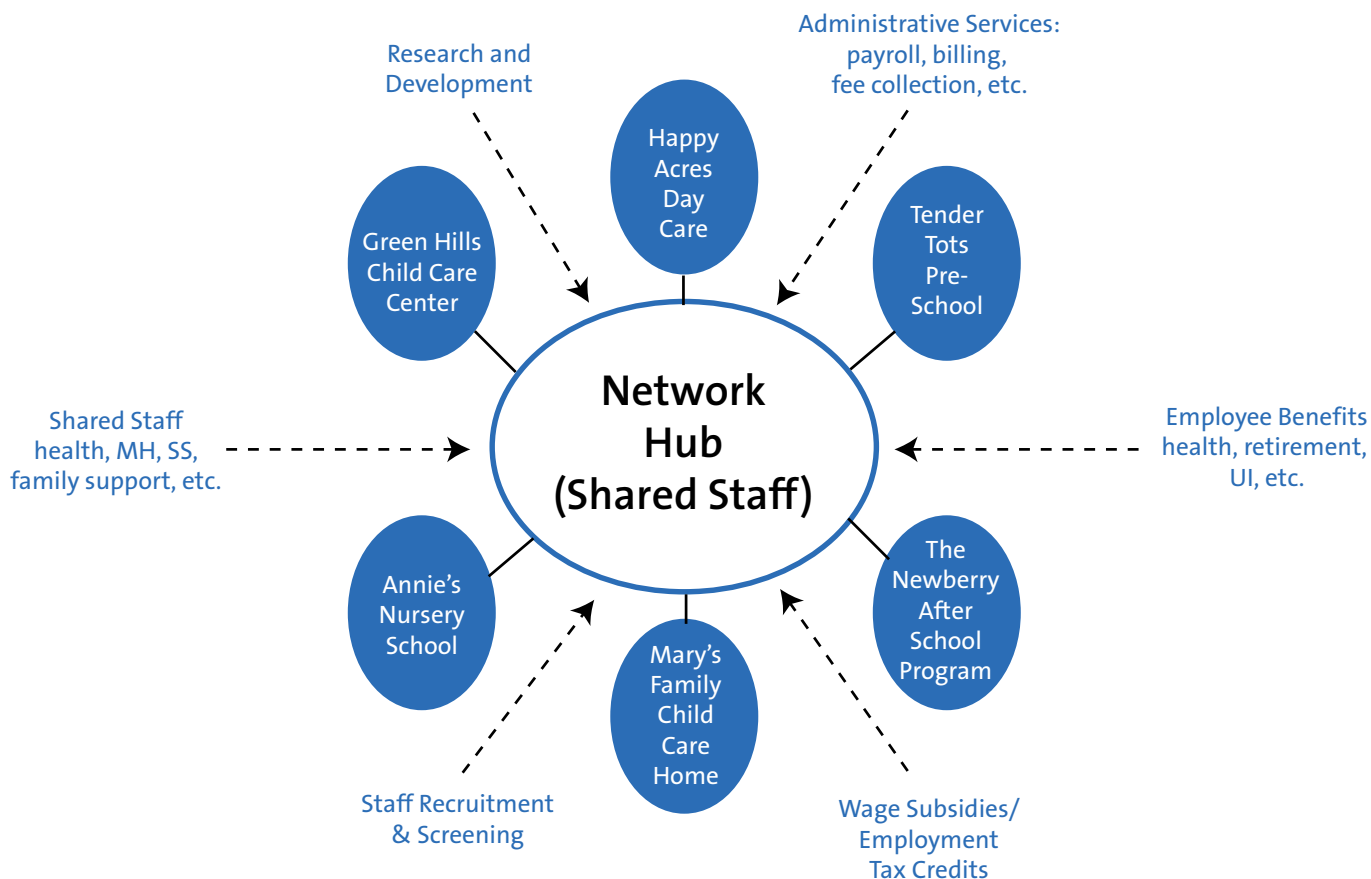 Administrative Services:
payroll, billing,
fee collection, etc.
Research and
Development
Happy
Acres
Day
Care
Green Hills
Child Care
Center
Tender
Tots
Pre-
School
Network
Hub
(Shared Staff)
Shared Staff
health, MH, SS,
family support, etc.
Employee Benefits
health, retirement,
UI, etc.
Annie’s
Nursery
School
The
Newberry
After
School
Program
Mary’s
Family
Child
Care
Home
Staff Recruitment
& Screening
Wage Subsidies/
Employment
Tax Credits